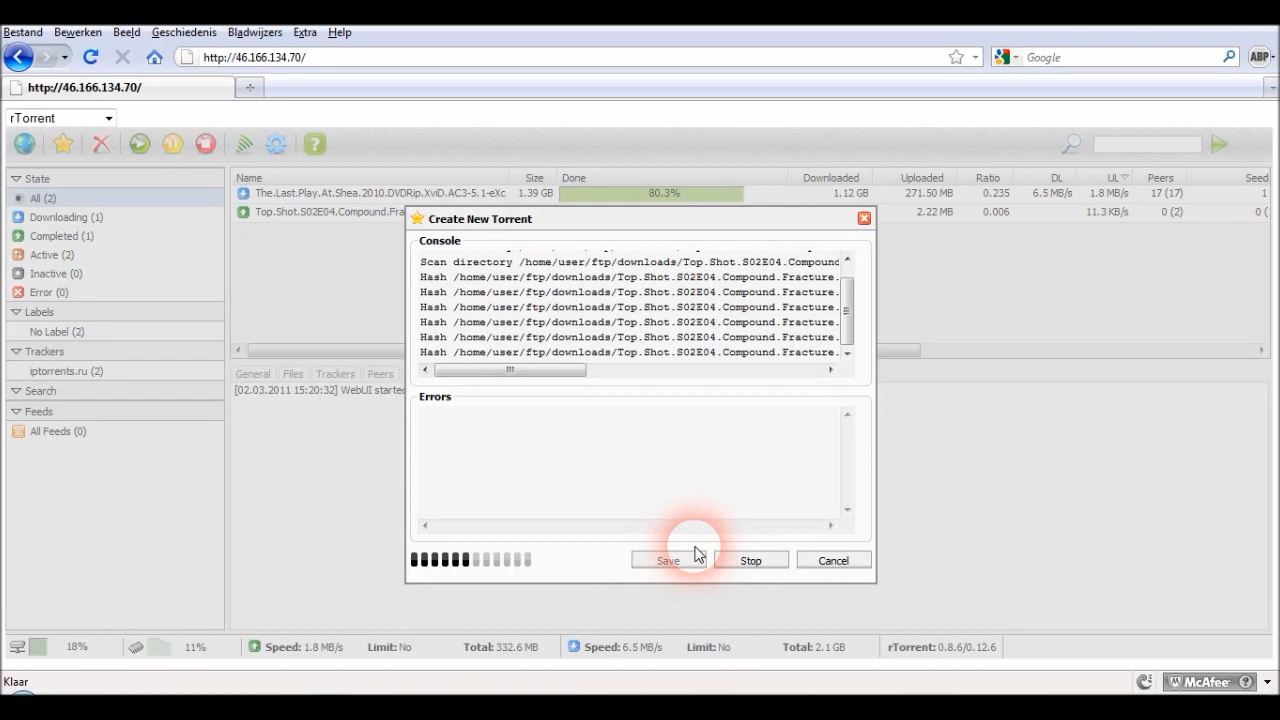 Bestand Bewerken Beeld Geschiedenis Bladwijzers Extra Help
http://46.166.134.70/ Google ABP
http://46.166.134.70/
rTorrent
State
All (2)
Downloading (1)
Completed (1)
Active (2)
Inactive (0)
Error (0)
Labels
No Label (2)
Trackers
iptorrents.ru (2)
Search
Feeds
All Feeds (0)
Name Size Done Downloaded Uploaded Ratio DL UL Peers Seed
The.Last.Play.At.Shea.2010.DVDRip.XviD.AC3-5.1-eXc 1.39 GB 80.3% 1.12 GB 271.50 MB 0.235 6.5 MB/s 1.8 MB/s 17 (17) 1
Top.Shot.S02E04.Compound.Fra 2.22 MB 0.006 11.3 KB/s 0 (2) 0 (
General Files Trackers Peers
[02.03.2011 15:20:32] WebUI started
Create New Torrent
Console
Scan directory /home/user/ftp/downloads/Top.Shot.S02E04.Compound
Hash /home/user/ftp/downloads/Top.Shot.S02E04.Compound.Fracture.
Hash /home/user/ftp/downloads/Top.Shot.S02E04.Compound.Fracture.
Hash /home/user/ftp/downloads/Top.Shot.S02E04.Compound.Fracture.
Hash /home/user/ftp/downloads/Top.Shot.S02E04.Compound.Fracture.
Hash /home/user/ftp/downloads/Top.Shot.S02E04.Compound.Fracture.
Hash /home/user/ftp/downloads/Top.Shot.S02E04.Compound.Fracture.
Errors
Save Stop Cancel
18% 11% Speed: 1.8 MB/s Limit: No Total: 332.6 MB Speed: 6.5 MB/s Limit: No Total: 2.1 GB rTorrent: 0.8.6/0.12.6
Klaar McAfee